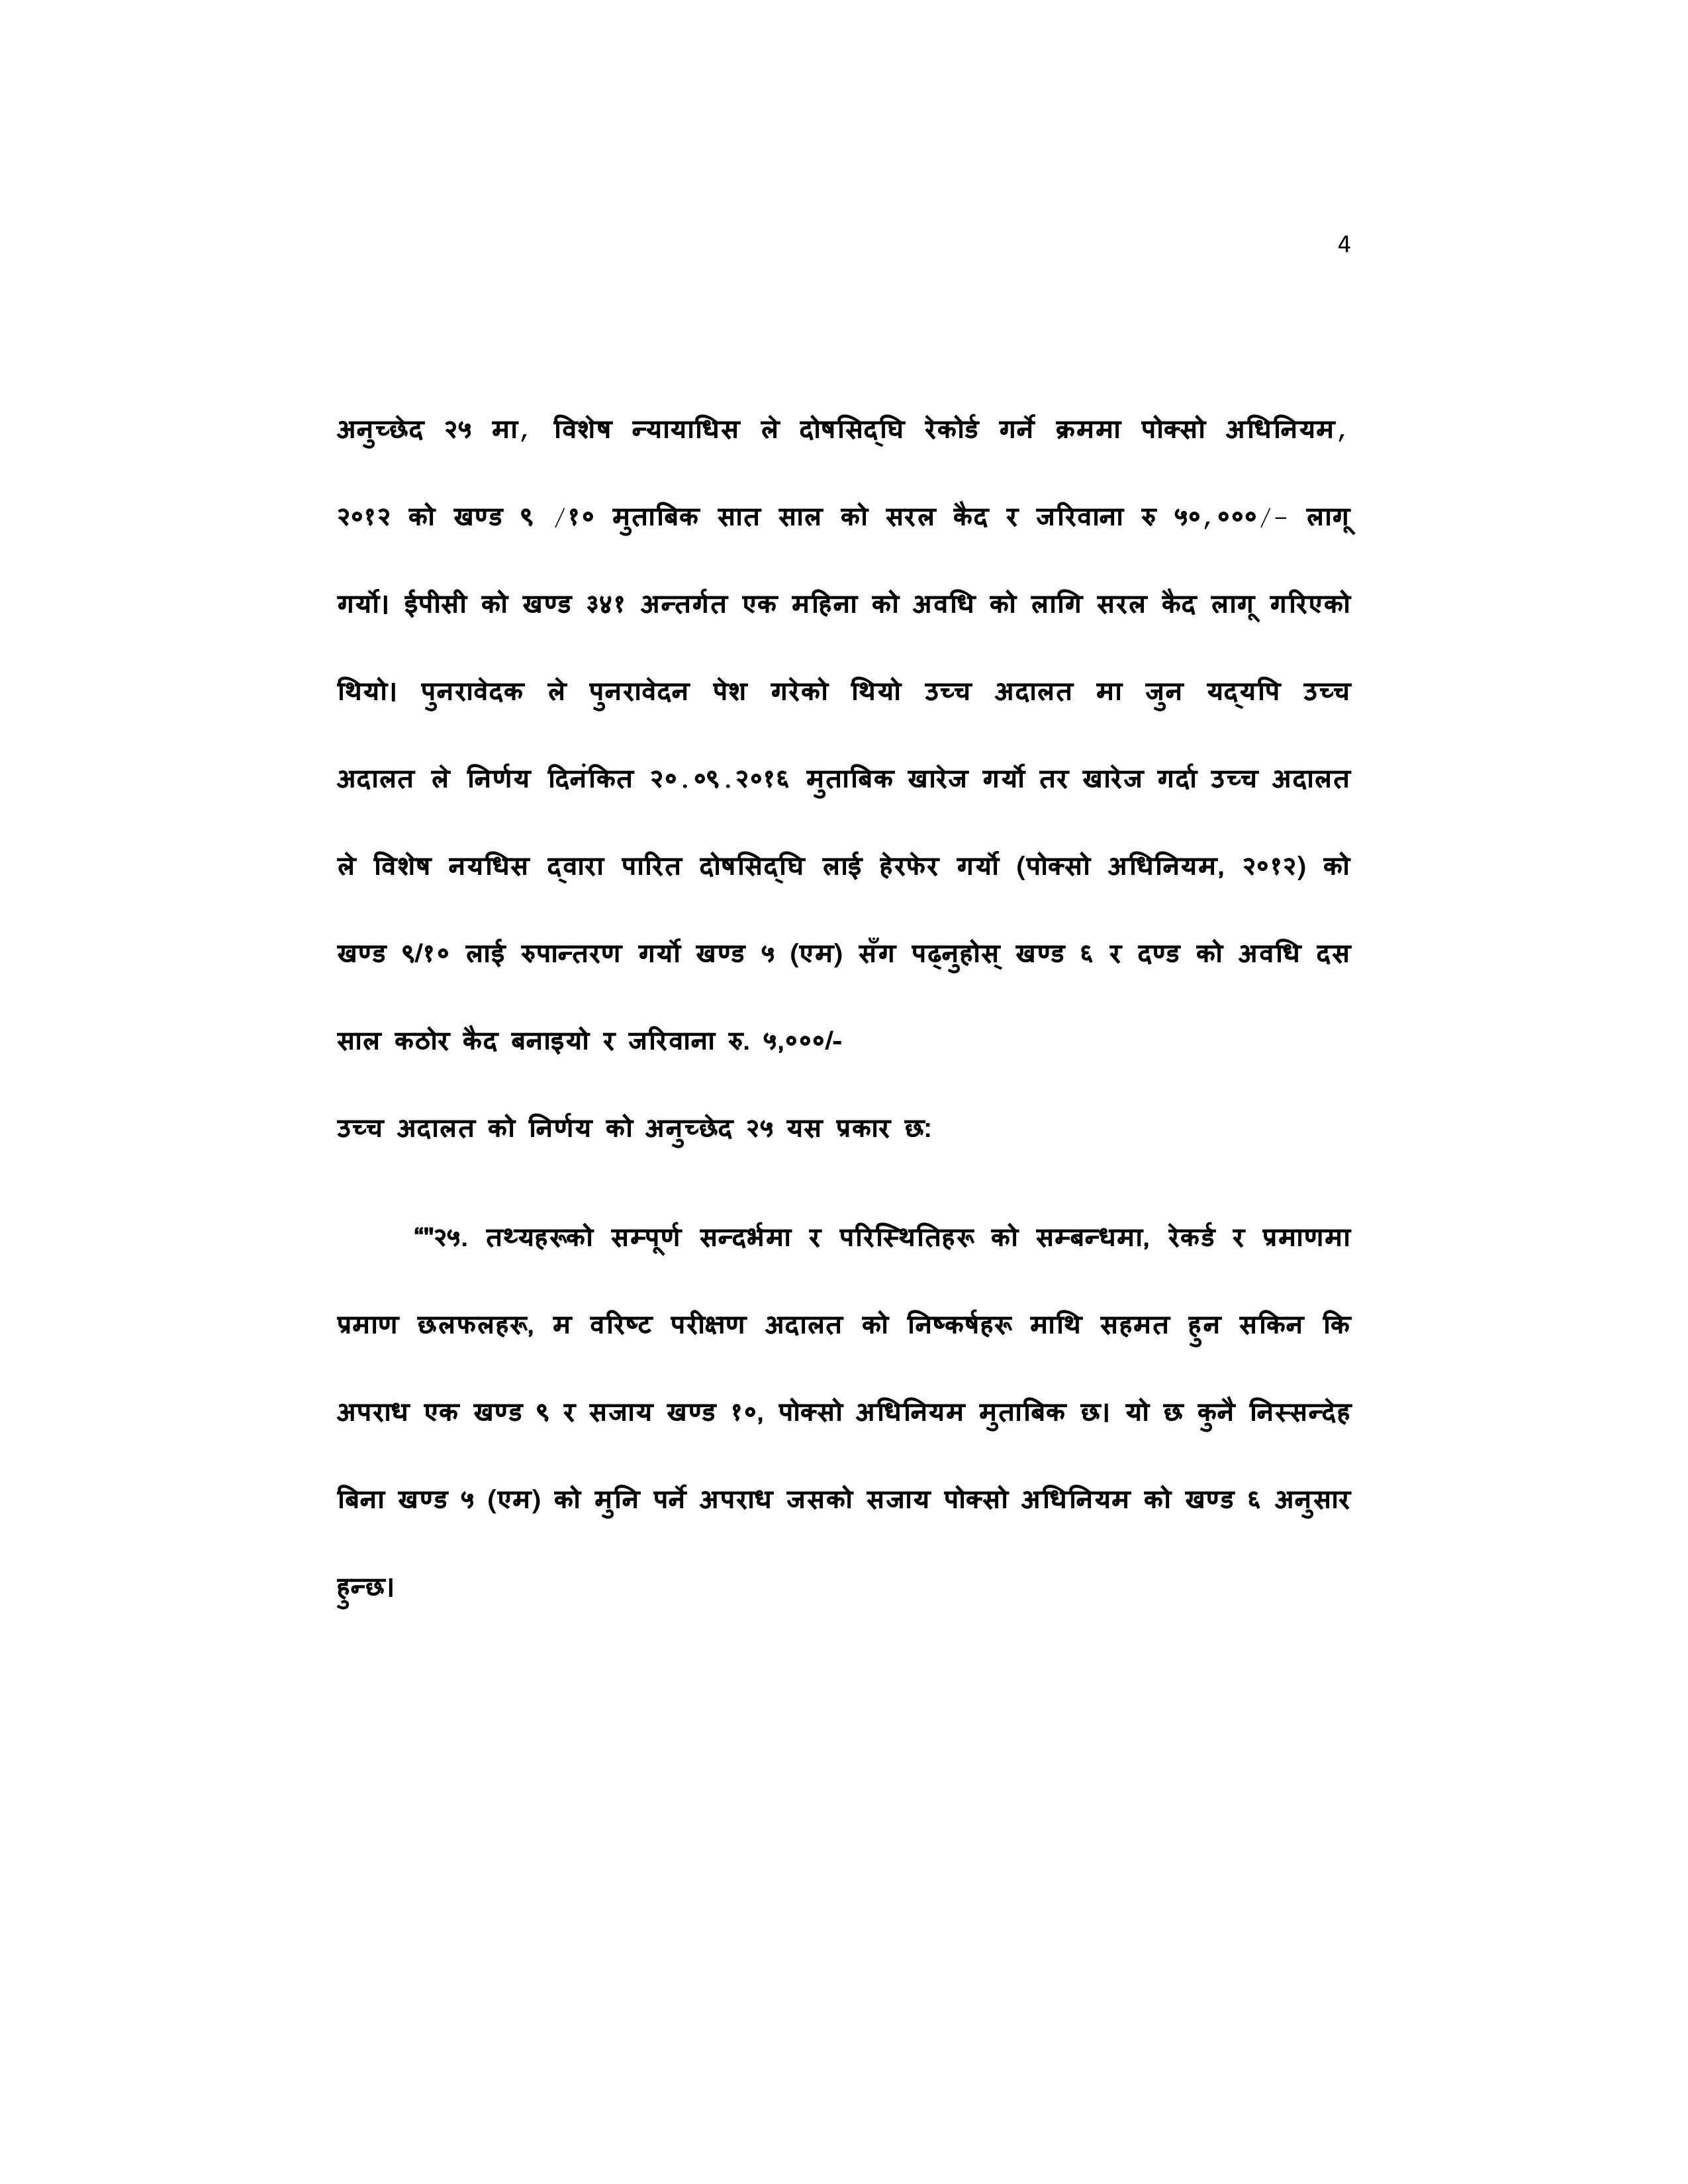 4
अनुच्छेद २५ मा, विशेष न्यायाधिस ले दोषसिद्घि रेकोर्ड गर्ने क्रममा पोक्सो अधिनियम,
२०१२ को खण्ड ९ /१० मुताबिक सात साल को सरल कैद र जरिवाना रु ५०,०००/- लागू
गर्यो। ईपीसी को खण्ड ३४१ अन्तर्गत एक महिना को अवधि को लागि सरल कैद लागू गरिएको
थियो। पुनरावेदक ले पुनरावेदन पेश गरेको थियो उच्च अदालत मा जुन यद्यपि उच्च
अदालत ले निर्णय दिनंकित २०.०९.२०१६ मुताबिक खारेज गर्यो तर खारेज गर्दा उच्च अदालत
ले विशेष नयधिस द्वारा पारित दोषसिद्घि लाई हेरफेर गर्यो (पोक्सो अधिनियम, २०१२) को
खण्ड ९/१० लाई रुपान्तरण गर्यो खण्ड ५ (एम) सँग पढ्नुहोस् खण्ड ६ र दण्ड को अवधि दस
साल कठोर कैद बनाइयो र जरिवाना रु. ५,०००/-
उच्च अदालत को निर्णय को अनुच्छेद २५ यस प्रकार छ:
“"२५. तथ्यहरूको सम्पूर्ण सन्दर्भमा र परिस्थितिहरू को सम्बन्धमा, रेकर्ड र प्रमाणमा
प्रमाण छलफलहरू, म वरिष्ट परीक्षण अदालत को निष्कर्षहरू माथि सहमत हुन सकिन कि
अपराध एक खण्ड ९ र सजाय खण्ड १०, पोक्सो अधिनियम मुताबिक छ। यो छ कुनै निस्सन्देह
बिना खण्ड ५ (एम) को मुनि पर्ने अपराध जसको सजाय पोक्सो अधिनियम को खण्ड ६ अनुसार
हुन्छ।